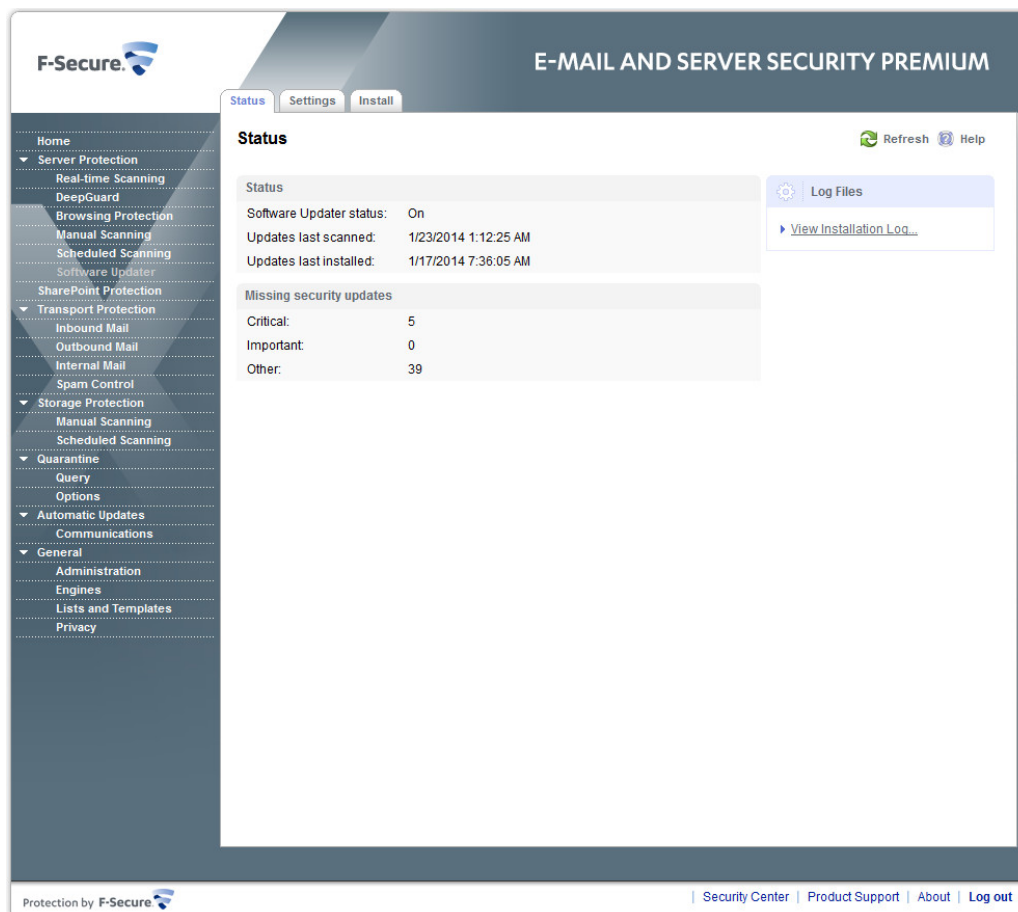 F-Secure.
E-MAIL AND SERVER SECURITY PREMIUM
Status
Settings
Install
Home
Server Protection
Real-time Scanning
DeepGuard
Browsing Protection
Manual Scanning
Scheduled Scanning
Software Updater
SharePoint Protection
Transport Protection
Inbound Mail
Outbound Mail
Internal Mail
Spam Control
Storage Protection
Manual Scanning
Scheduled Scanning
Quarantine
Query
Options
Automatic Updates
Communications
General
Administration
Engines
Lists and Templates
Privacy
Status
Refresh
Help
Status
Software Updater status: On
Updates last scanned: 1/23/2014 1:12:25 AM
Updates last installed: 1/17/2014 7:36:05 AM
Missing security updates
Critical: 5
Important: 0
Other: 39
Log Files
View Installation Log...
Protection by F-Secure
| Security Center | Product Support | About | Log out